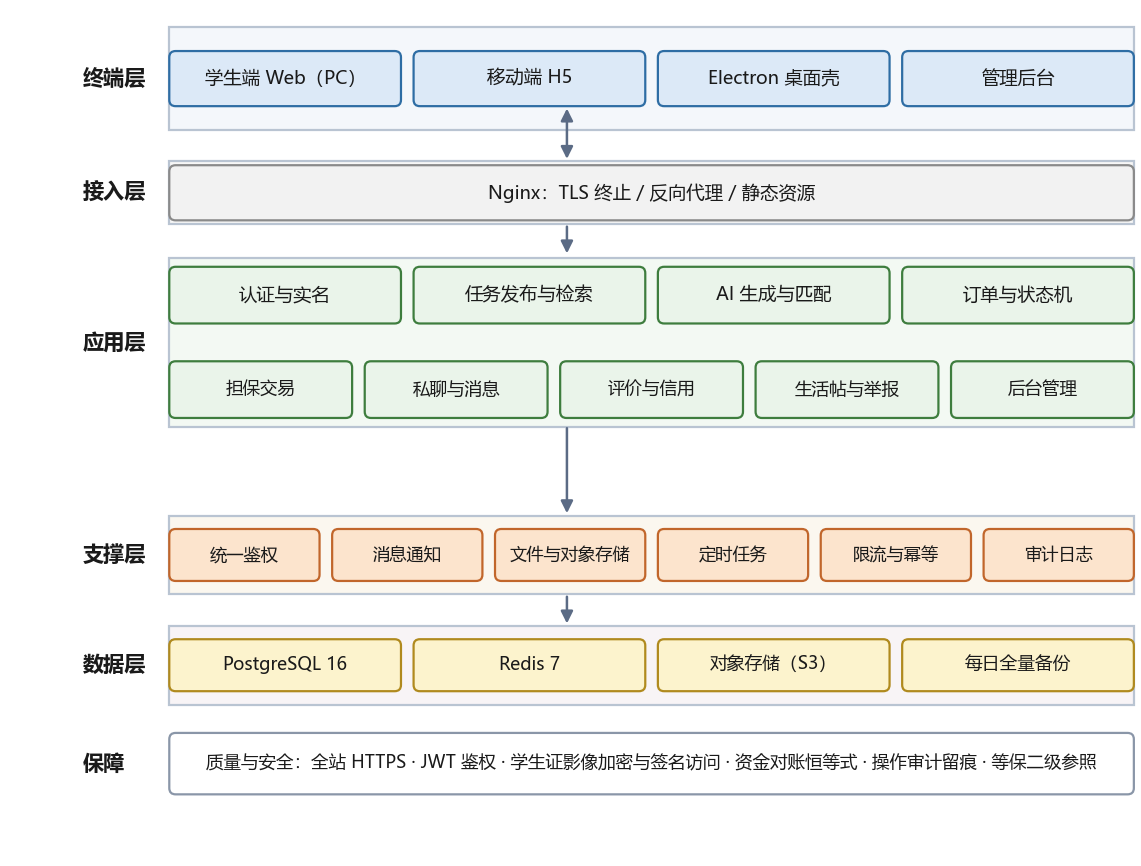 终端层
学生端 Web（PC）
移动端 H5
Electron 桌面壳
管理后台
接入层
Nginx：TLS 终止 / 反向代理 / 静态资源
应用层
认证与实名
任务发布与检索
AI 生成与匹配
订单与状态机
担保交易
私聊与消息
评价与信用
生活帖与举报
后台管理
支撑层
统一鉴权
消息通知
文件与对象存储
定时任务
限流与幂等
审计日志
数据层
PostgreSQL 16
Redis 7
对象存储（S3）
每日全量备份
保障
质量与安全：全站 HTTPS · JWT 鉴权 · 学生证影像加密与签名访问 · 资金对账恒等式 · 操作审计留痕 · 等保二级参照